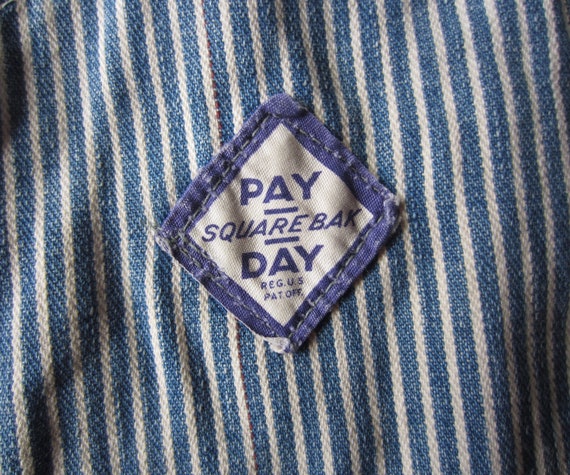 PAY
SQUARE BAK
DAY
REG. U.S.
PAT. OFF.